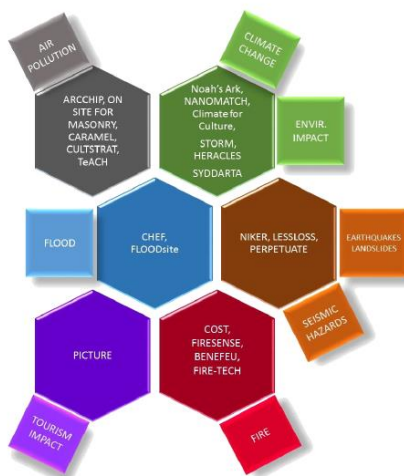 AIR
POLLUTION
CLIMATE
CHANGE
ARCCHIP, ON
SITE FOR
MASONRY,
CARAMEL,
CULTSTRAT,
TeACH
Noah's Ark,
NANOMATCH,
Climate for
Culture,
STORM,
HERACLES
SYDDARTA
ENVIR.
IMPACT
FLOOD
CHEF,
FLOODsite
NIKER, LESSLOSS,
PERPETUATE
EARTHQUAKES
LANDSLIDES
SEISMIC
HAZARDS
PICTURE
COST,
FIRESENSE,
BENEFEU,
FIRE-TECH
TOURISM
IMPACT
FIRE